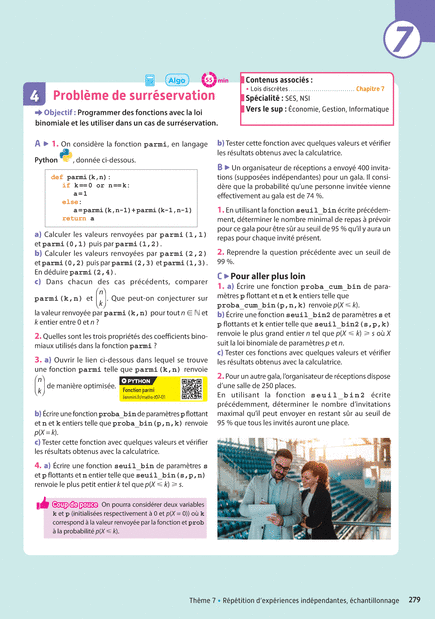 7
4 Problème de surréservation
Algo
55 min
➡ Objectif : Programmer des fonctions avec la loi
binomiale et les utiliser dans un cas de surréservation.
Contenus associés :
• Lois discrètes ........ Chapitre 7
Spécialité : SES, NSI
Vers le sup : Économie, Gestion, Informatique
A ▶ 1. On considère la fonction parmi, en langage
Python, donnée ci-dessous.
def parmi(k,n):
if k==0 or n==k:
a=1
else:
a=parmi(k,n-1)+parmi(k-1,n-1)
return a
a) Calculer les valeurs renvoyées par parmi(1,1)
et parmi(0,1) puis par parmi(1,2).
b) Calculer les valeurs renvoyées par parmi(2,2)
et parmi(0,2) puis par parmi(2,3) et parmi(1,3).
En déduire parmi(2,4).
c) Dans chacun des cas précédents, comparer
parmi(k,n) et (n k). Que peut-on conjecturer sur
la valeur renvoyée par parmi(k,n) pour tout n ∈ ℕ et
k entier entre 0 et n ?
2. Quelles sont les trois propriétés des coefficients bino-
miaux utilisés dans la fonction parmi ?
3. a) Ouvrir le lien ci-dessous dans lequel se trouve
une fonction parmi telle que parmi(k,n) renvoie
(n k) de manière optimisée.
PYTHON
Fonction parmi
b) Écrire une fonction proba_bin de paramètres p flottant
et n et k entiers telle que proba_bin(p,n,k) renvoie
p(X = k).
c) Tester cette fonction avec quelques valeurs et vérifier
les résultats obtenus avec la calculatrice.
4. a) Écrire une fonction seuil_bin de paramètres s
et p flottants et n entier telle que seuil_bin(s,p,n)
renvoie le plus petit entier k tel que p(X ⩽ k) ⩾ s.
Coup de pouce On pourra considérer deux variables
k et p (initialisées respectivement à 0 et p(X = 0)) où k
correspond à la valeur renvoyée par la fonction et prob
à la probabilité p(X ⩽ k).
b) Tester cette fonction avec quelques valeurs et vérifier
les résultats obtenus avec la calculatrice.
B ▶ Un organisateur de réceptions a envoyé 400 invita-
tions (supposées indépendantes) pour un gala. Il consi-
dère que la probabilité qu'une personne invitée vienne
effectivement au gala est de 74 %.
1. En utilisant la fonction seuil_bin écrite précédem-
ment, déterminer le nombre minimal de repas à prévoir
pour ce gala pour être sûr au seuil de 95 % qu'il y aura un
repas pour chaque invité présent.
2. Reprendre la question précédente avec un seuil de
99 %.
C ▶ Pour aller plus loin
1. a) Écrire une fonction proba_cum_bin de para-
mètres p flottant et n et k entiers telle que
proba_cum_bin(p,n,k) renvoie p(X ⩽ k).
b) Écrire une fonction seuil_bin2 de paramètres s et
p flottants et k entier telle que seuil_bin2(s,p,k)
renvoie le plus grand entier n tel que p(X ⩽ k) ⩾ s où X
suit la loi binomiale de paramètres p et n.
c) Tester ces fonctions avec quelques valeurs et vérifier
les résultats obtenus avec la calculatrice.
2. Pour un autre gala, l'organisateur de réceptions dispose
d'une salle de 250 places.
En utilisant la fonction seuil_bin2 écrite
précédemment, déterminer le nombre d'invitations
maximal qu'il peut envoyer en restant sûr au seuil de
95 % que tous les invités auront une place.
Thème 7 • Répétition d'expériences indépendantes, échantillonnage 279